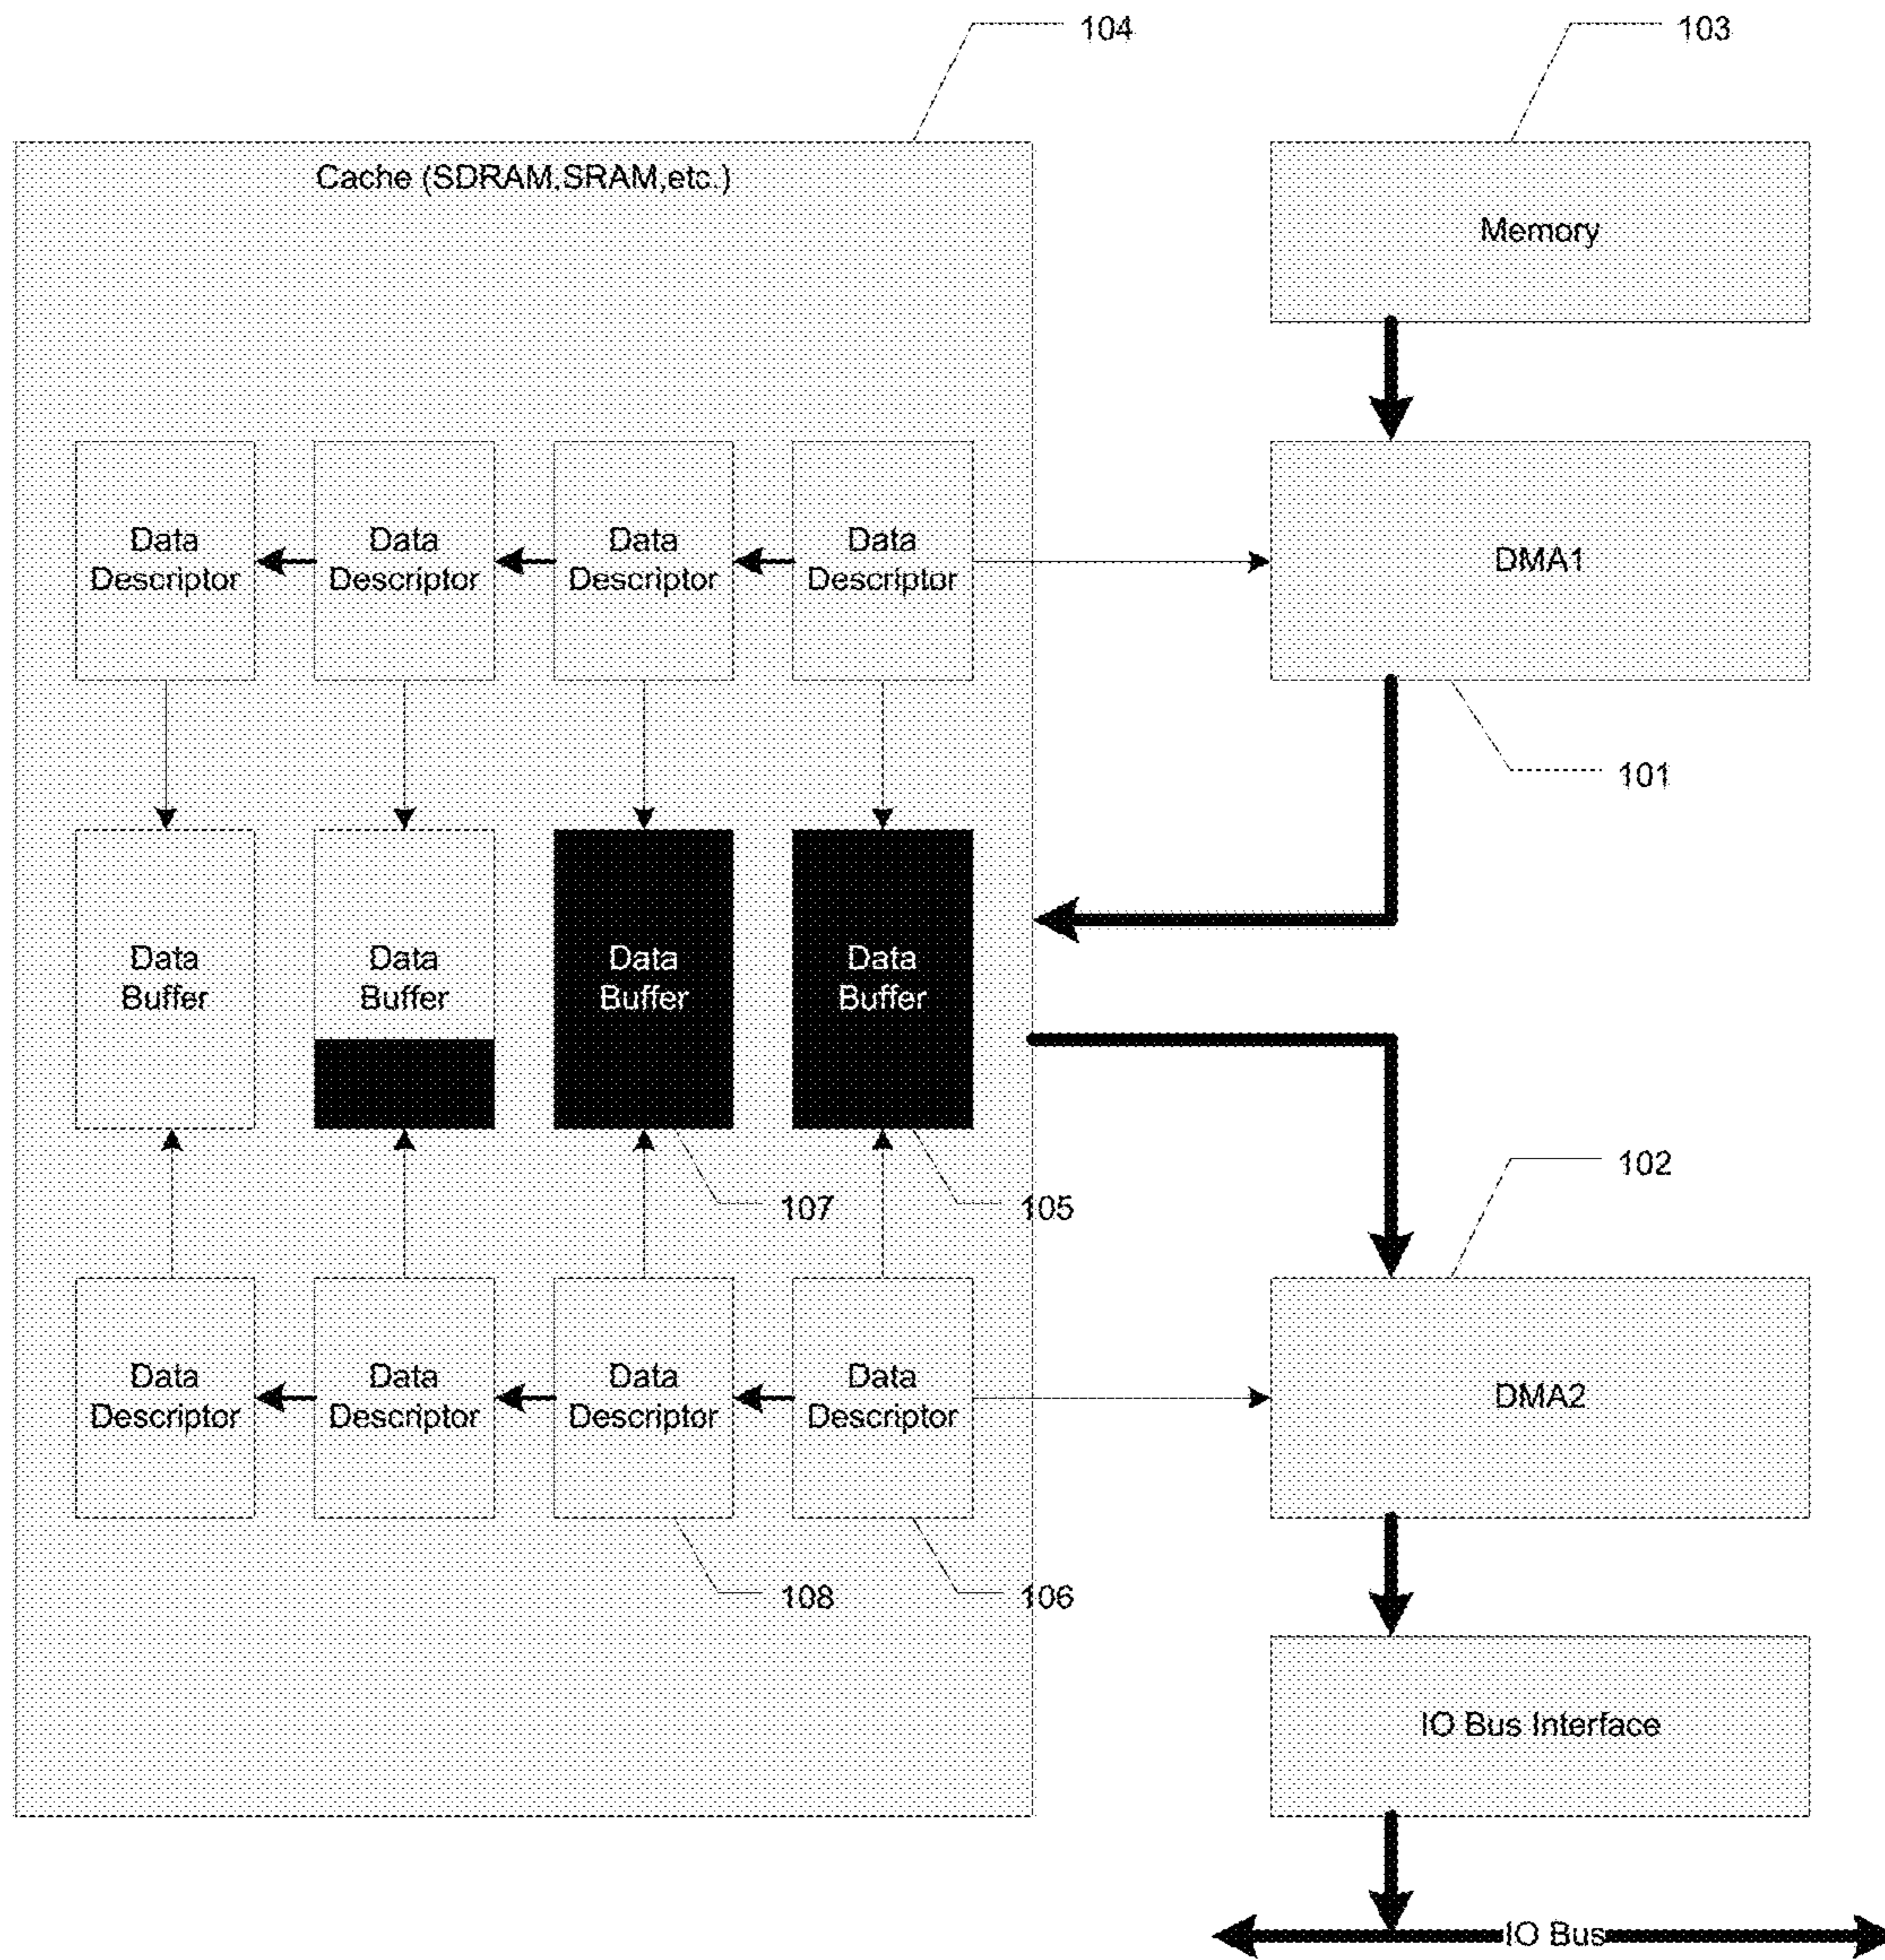 104
103
Cache (SDRAM,SRAM,etc.)
Memory
Data
Descriptor
Data
Descriptor
Data
Descriptor
Data
Descriptor
DMA1
101
Data
Buffer
Data
Buffer
Data
Buffer
Data
Buffer
102
107
105
Data
Descriptor
Data
Descriptor
Data
Descriptor
Data
Descriptor
DMA2
108
106
IO Bus Interface
IO Bus